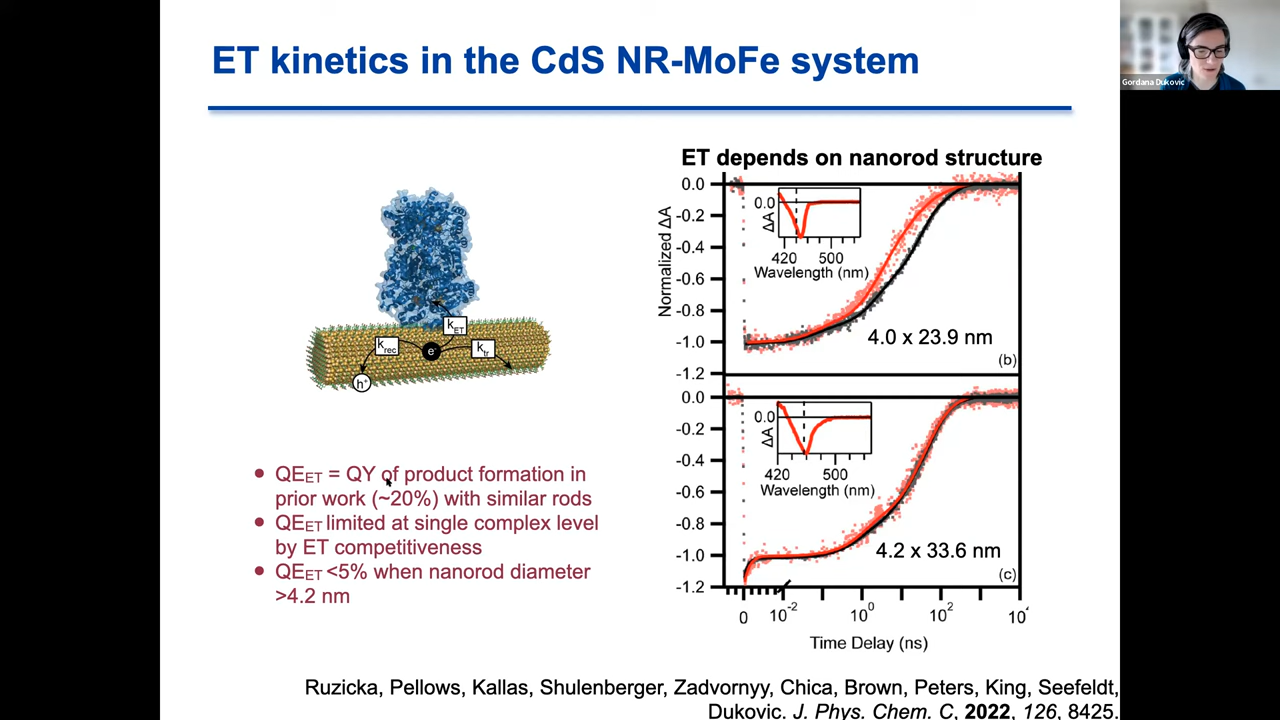 ET kinetics in the CdS NR-MoFe system
Gordana Dukovic
ET depends on nanorod structure
0.0
-0.2
-0.4
-0.6
-0.8
-1.0
-1.2
Normalized ΔA
0.0
ΔA
420
500
Wavelength (nm)
4.0 x 23.9 nm
(b)
k_ET
k_rec
e⁻
k_tr
h⁺
0.0
-0.2
-0.4
-0.6
-0.8
-1.0
-1.2
0.0
ΔA
420
500
Wavelength (nm)
4.2 x 33.6 nm
(c)
0
10⁻²
10⁰
10²
Time Delay (ns)
• QE_ET = QY of product formation in
prior work (~20%) with similar rods
• QE_ET limited at single complex level
by ET competitiveness
• QE_ET <5% when nanorod diameter
>4.2 nm
Ruzicka, Pellows, Kallas, Shulenberger, Zadvornyy, Chica, Brown, Peters, King, Seefeldt,
Dukovic. J. Phys. Chem. C, 2022, 126, 8425.